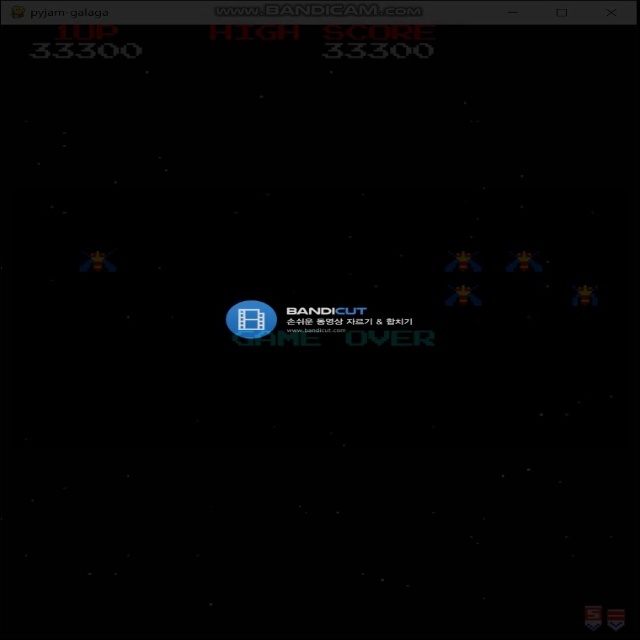 pyjam-galaga
www.BANDICAM.com
1UP HIGH SCORE
33300 33300
BANDICUT
손쉬운 동영상 자르기 & 합치기
www.bandicut.com
GAME OVER
5